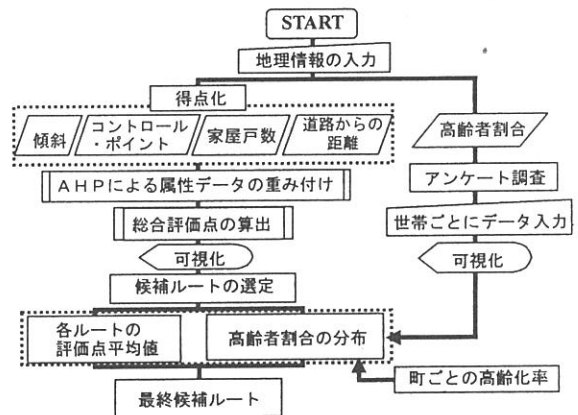 START
地理情報の入力
得点化
傾斜
コントロール
・ポイント
家屋戸数
道路からの
距離
高齢者割合
AHPによる属性データの重み付け
アンケート調査
総合評価点の算出
世帯ごとにデータ入力
可視化
可視化
候補ルートの選定
各ルートの
評価点平均値
高齢者割合の分布
町ごとの高齢化率
最終候補ルート